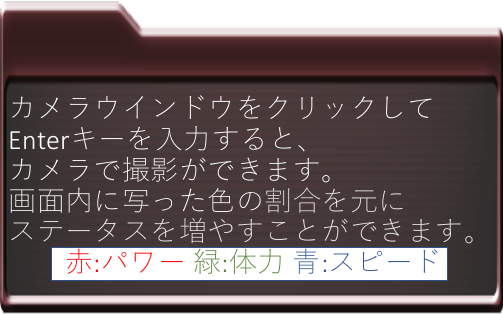 カメラウインドウをクリックして
Enterキーを入力すると、
カメラで撮影ができます。
画面内に写った色の割合を元に
ステータスを増やすことができます。
赤:パワー 緑:体力 青:スピード